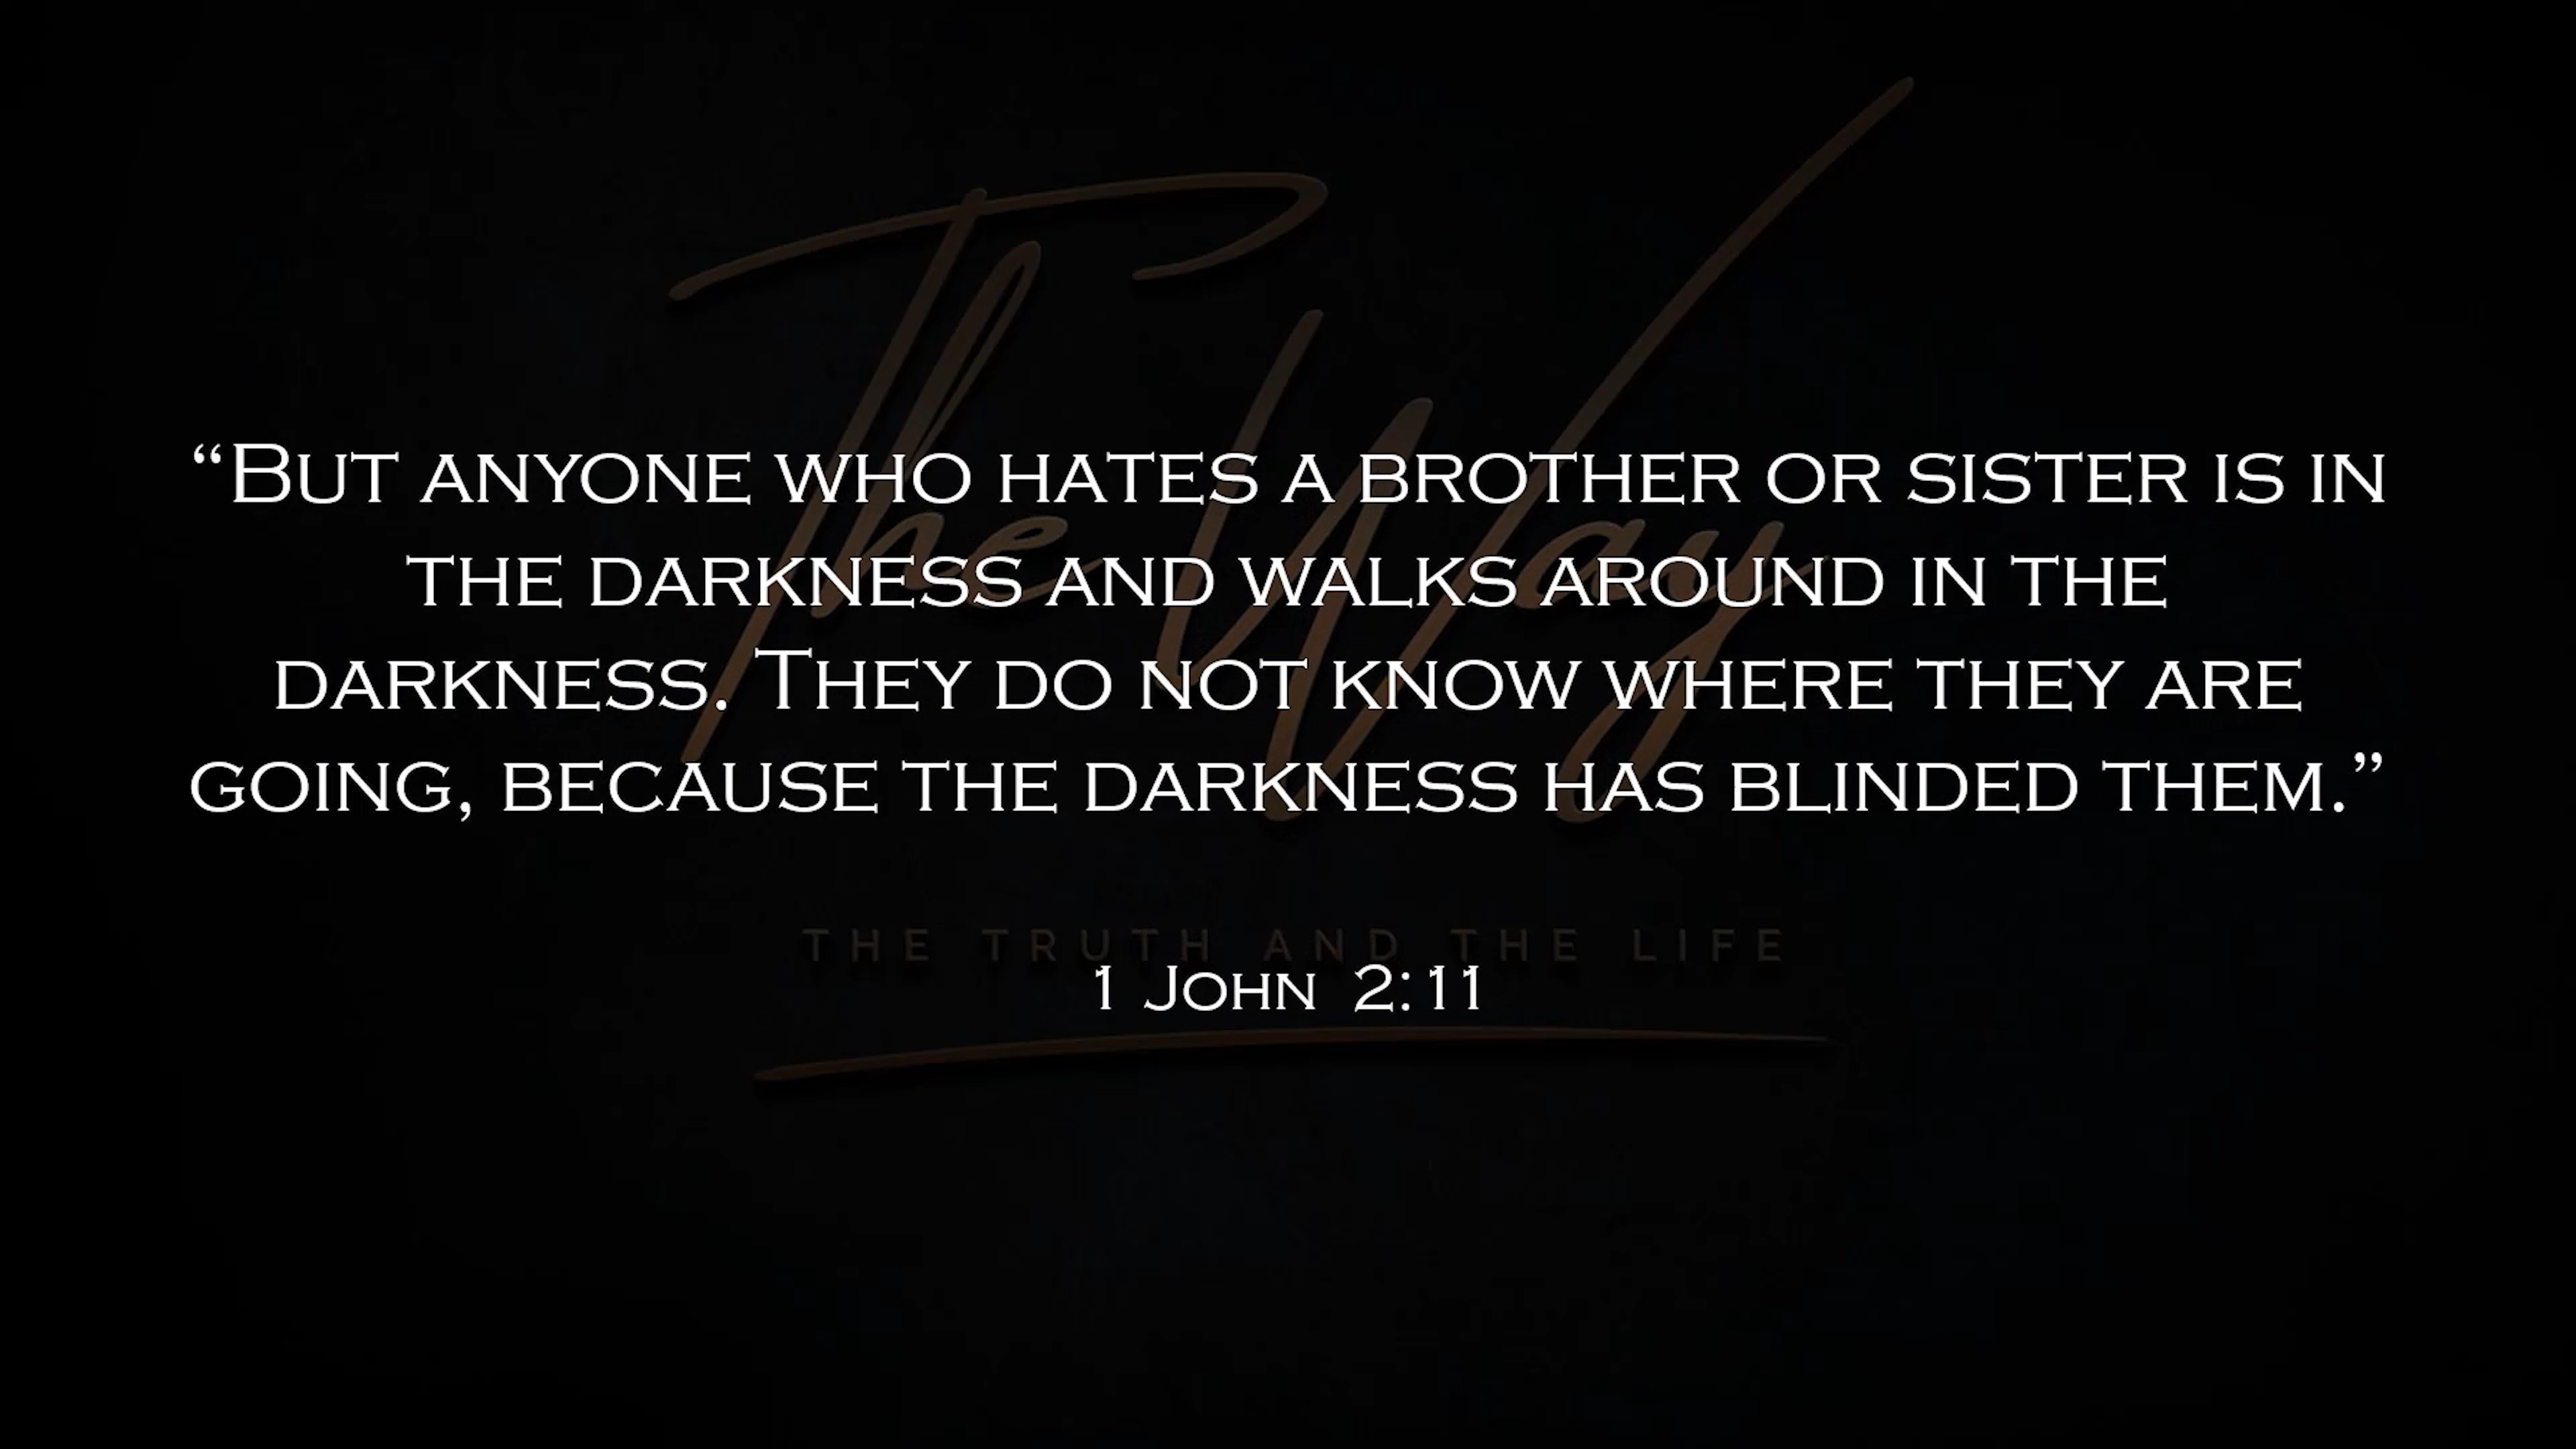 The Way
“But anyone who hates a brother or sister is in
the darkness and walks around in the
darkness. They do not know where they are
going, because the darkness has blinded them.”
THE TRUTH AND THE LIFE
1 John 2:11